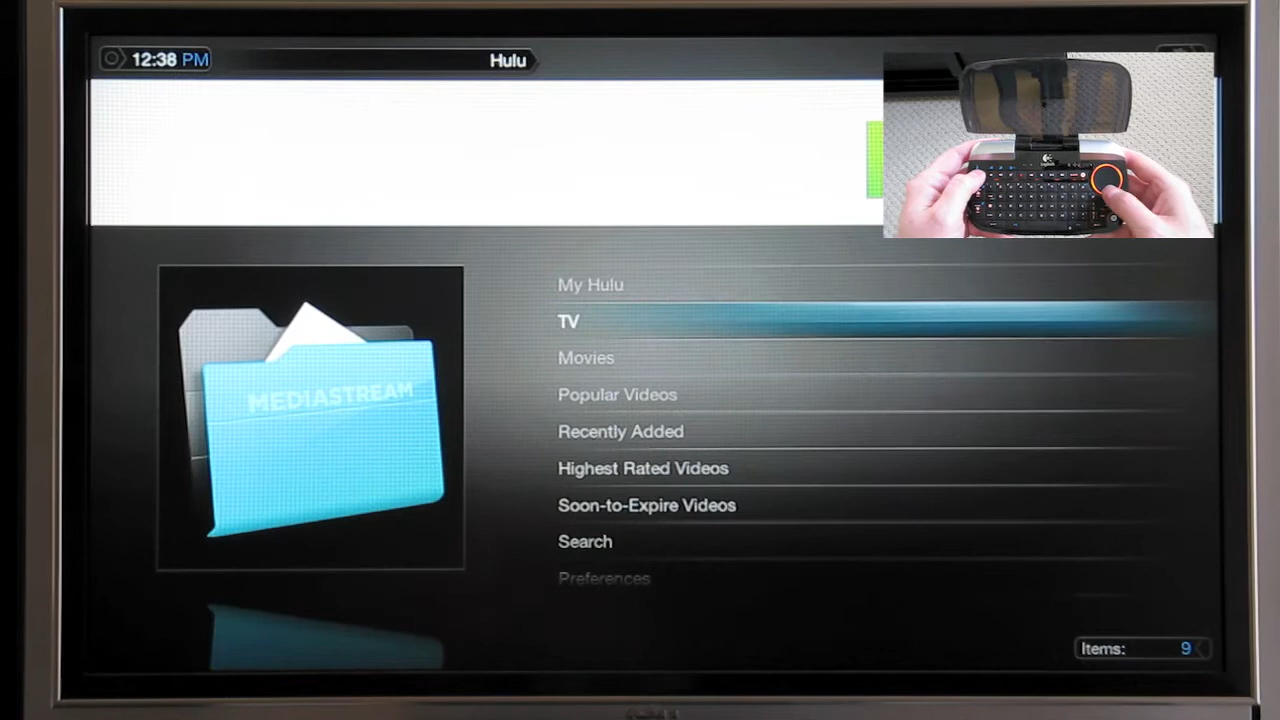 12:38 PM
Hulu
Logitech
MEDIASTREAM
My Hulu
TV
Movies
Popular Videos
Recently Added
Highest Rated Videos
Soon-to-Expire Videos
Search
Preferences
Items: 9